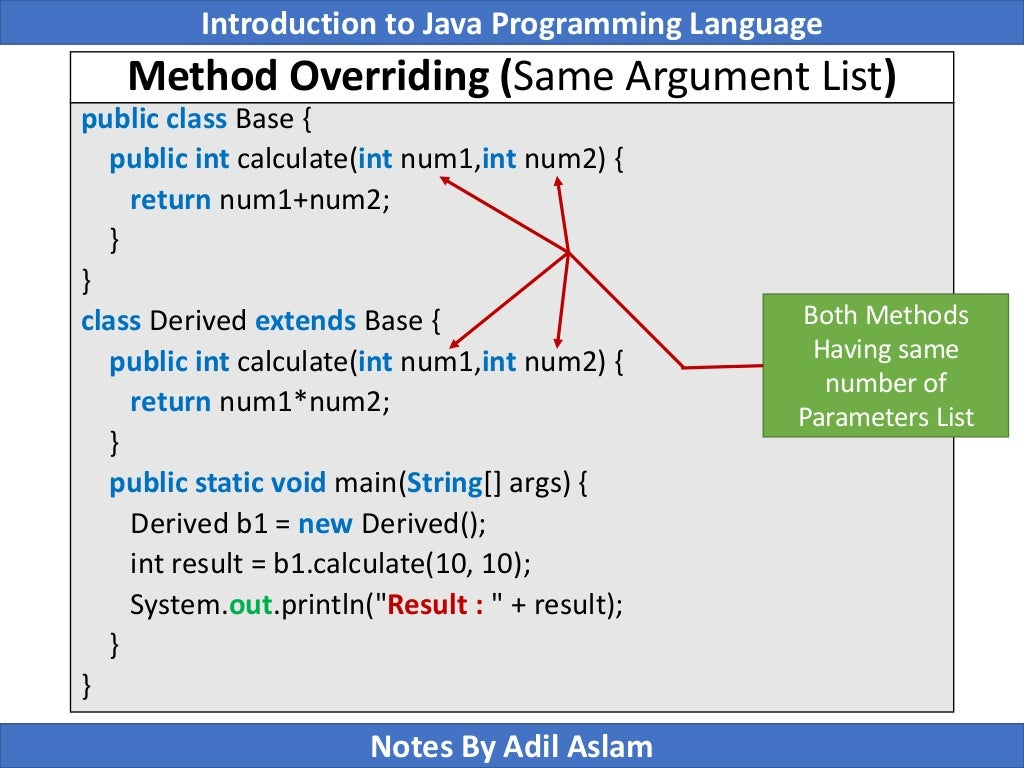 Introduction to Java Programming Language
Method Overriding (Same Argument List)
public class Base {
public int calculate(int num1,int num2) {
return num1+num2;
}
}
class Derived extends Base {
public int calculate(int num1,int num2) {
return num1*num2;
}
public static void main(String[] args) {
Derived b1 = new Derived();
int result = b1.calculate(10, 10);
System.out.println("Result : " + result);
}
}
Both Methods
Having same
number of
Parameters List
Notes By Adil Aslam